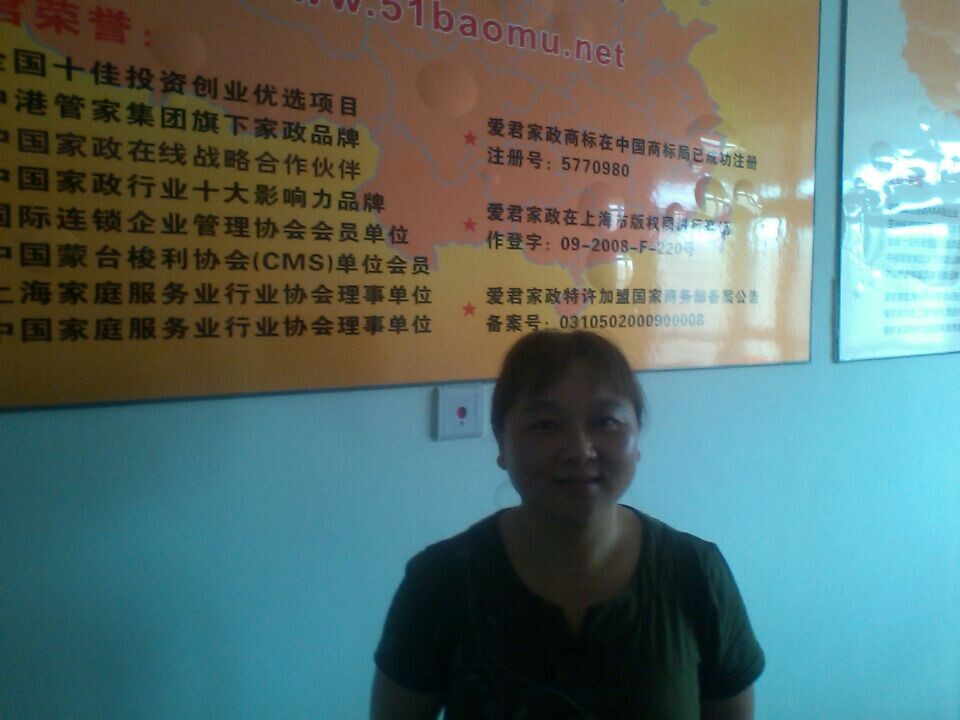 www.51baomu.net
君荣誉：
全国十佳投资创业优选项目
中港管家集团旗下家政品牌
中国家政在线战略合作伙伴
中国家政行业十大影响力品牌
国际连锁企业管理协会会员单位
中国蒙台梭利协会(CMS)单位会员
上海家庭服务业行业协会理事单位
中国家庭服务业行业协会理事单位
爱君家政商标在中国商标局已成功注册
注册号：5770980
爱君家政在上海市版权局进行
作登字：09-2008-F-220号
爱君家政特许加盟国家商务部备案公告
备案号：0310502000900008